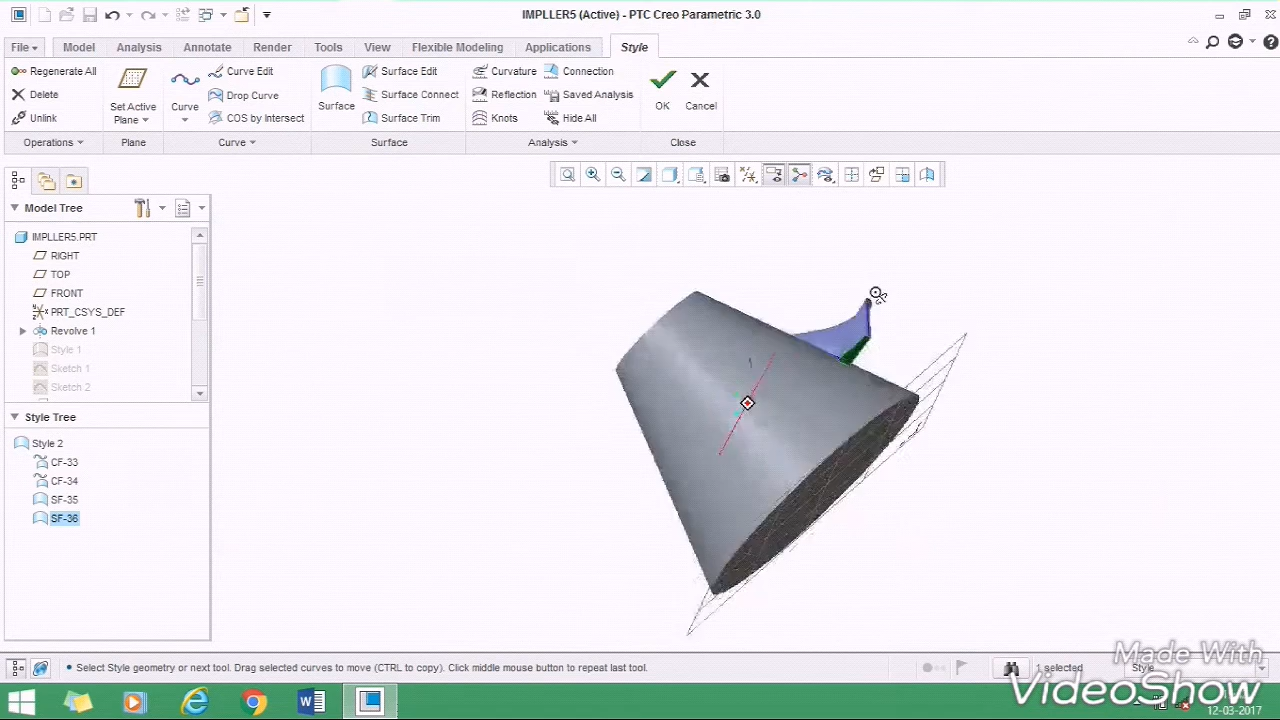 IMPLLER5 (Active) - PTC Creo Parametric 3.0
File Model Analysis Annotate Render Tools View Flexible Modeling Applications Style
Regenerate All
Delete
Unlink
Operations
Set Active
Plane
Plane
Curve
Curve Edit
Drop Curve
COS by Intersect
Curve
Surface
Surface Edit
Surface Connect
Surface Trim
Surface
Curvature
Reflection
Knots
Connection
Saved Analysis
Hide All
Analysis
OK
Cancel
Close
Model Tree
IMPLLER5.PRT
RIGHT
TOP
FRONT
PRT_CSYS_DEF
Revolve 1
Style 1
Sketch 1
Sketch 2
Style Tree
Style 2
CF-33
CF-34
SF-35
SF-36
Select Style geometry or next tool. Drag selected curves to move (CTRL to copy). Click middle mouse button to repeat last tool.
1 selected
Style
Made With
VideoShow
12-03-2017